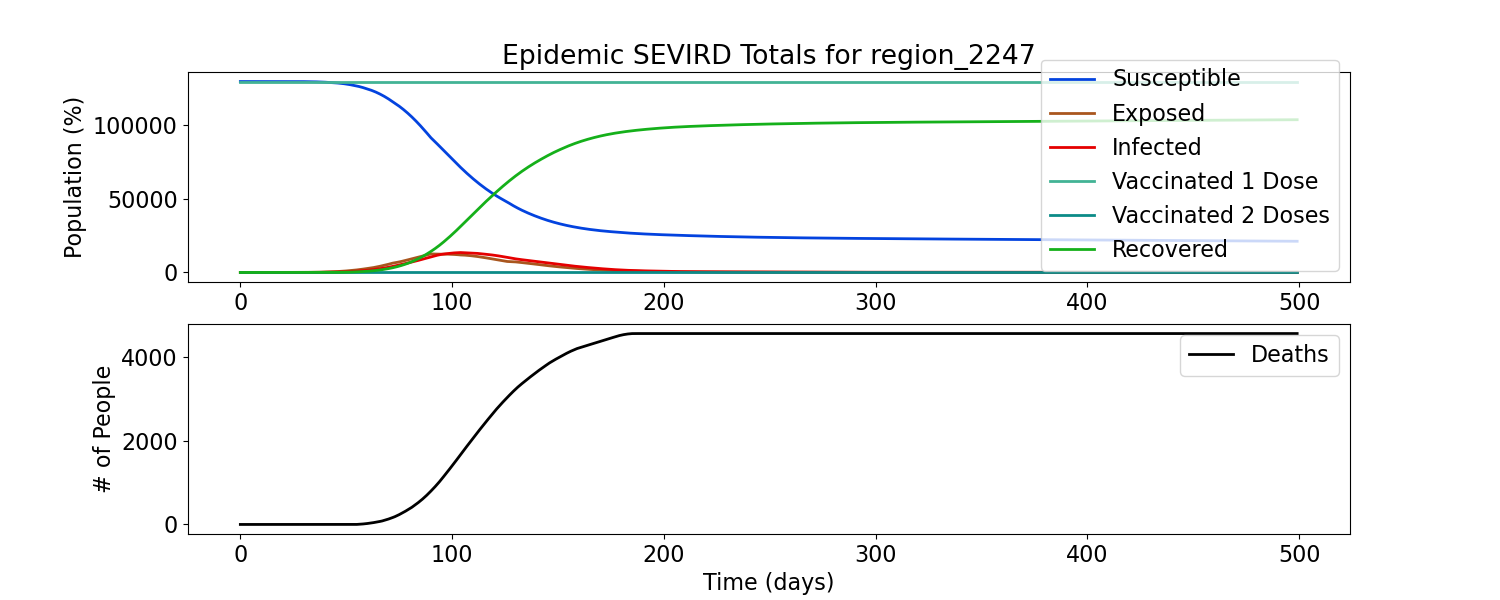 Epidemic SEVIRD Totals for region_2247
Population (%)
100000
50000
0
Susceptible
Exposed
Infected
Vaccinated 1 Dose
Vaccinated 2 Doses
Recovered
0 100 200 300 400 500
# of People
4000
2000
0
Deaths
0 100 200 300 400 500
Time (days)